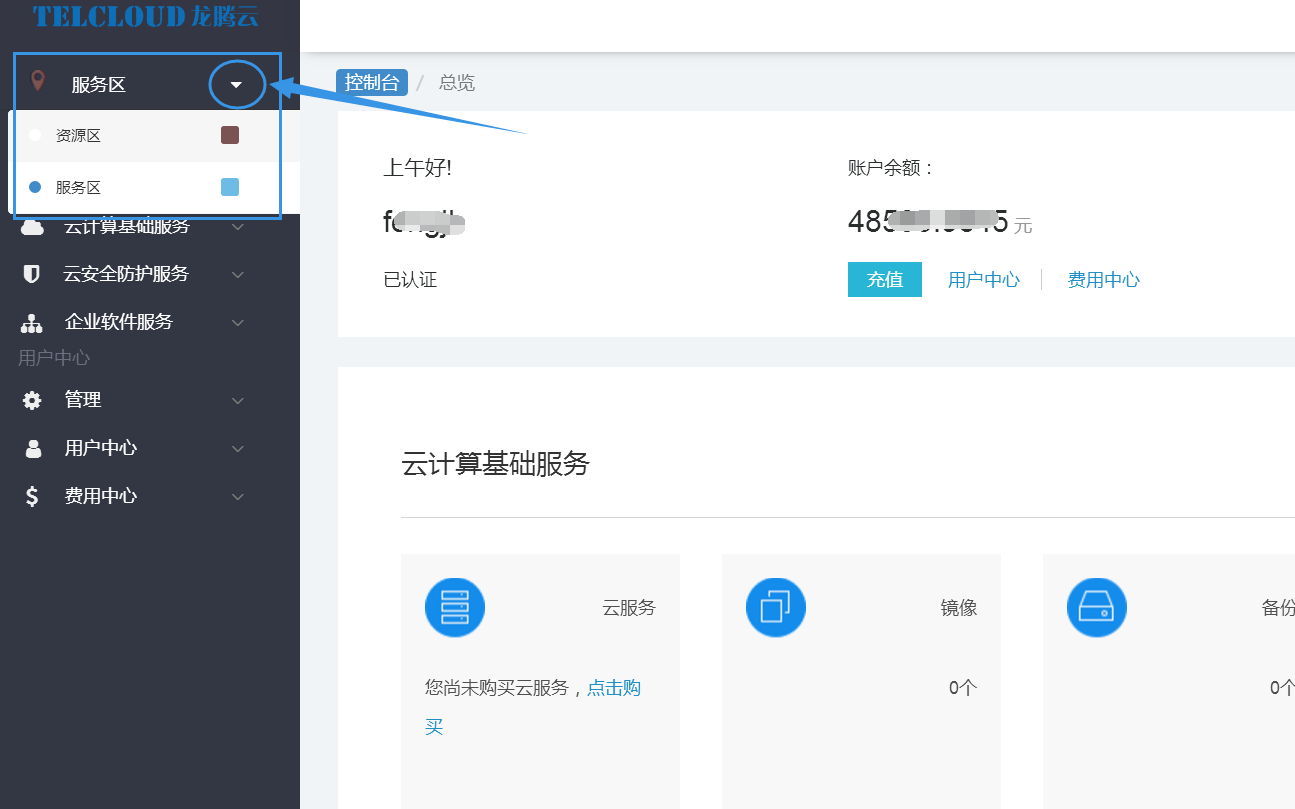 TELCLOUD 龙腾云
服务区
资源区
服务区
云计算基础服务
云安全防护服务
企业软件服务
用户中心
管理
用户中心
费用中心
控制台 / 总览
上午好!
已认证
账户余额：
元
充值 用户中心 费用中心
云计算基础服务
云服务
您尚未购买云服务，点击购
买
镜像
0个
备份
0个